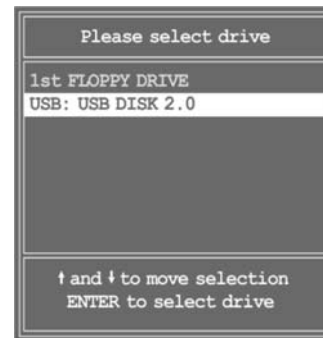 Please select drive
1st FLOPPY DRIVE
USB: USB DISK 2.0
↑ and ↓ to move selection
ENTER to select drive